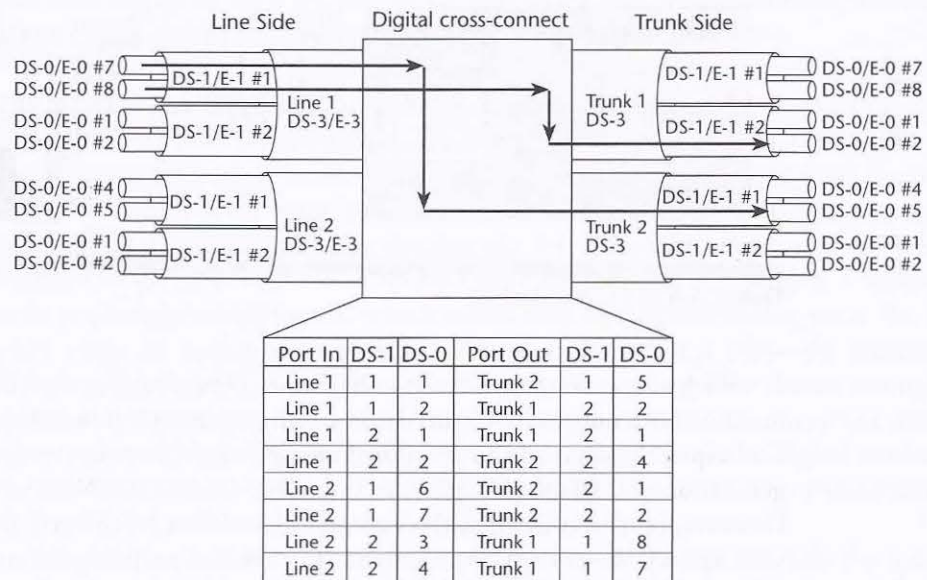 Line Side Digital cross-connect Trunk Side
DS-0/E-0 #7
DS-0/E-0 #8
DS-0/E-0 #1
DS-0/E-0 #2
DS-1/E-1 #1
DS-1/E-1 #2
Line 1
DS-3/E-3
DS-0/E-0 #4
DS-0/E-0 #5
DS-0/E-0 #1
DS-0/E-0 #2
DS-1/E-1 #1
DS-1/E-1 #2
Line 2
DS-3/E-3
Trunk 1
DS-3
DS-1/E-1 #1
DS-1/E-1 #2
DS-0/E-0 #7
DS-0/E-0 #8
DS-0/E-0 #1
DS-0/E-0 #2
Trunk 2
DS-3
DS-1/E-1 #1
DS-1/E-1 #2
DS-0/E-0 #4
DS-0/E-0 #5
DS-0/E-0 #1
DS-0/E-0 #2
Port In DS-1 DS-0 Port Out DS-1 DS-0
Line 1 1 1 Trunk 2 1 5
Line 1 1 2 Trunk 1 2 2
Line 1 2 1 Trunk 1 2 1
Line 1 2 2 Trunk 2 2 4
Line 2 1 6 Trunk 2 2 1
Line 2 1 7 Trunk 2 2 2
Line 2 2 3 Trunk 1 1 8
Line 2 2 4 Trunk 1 1 7